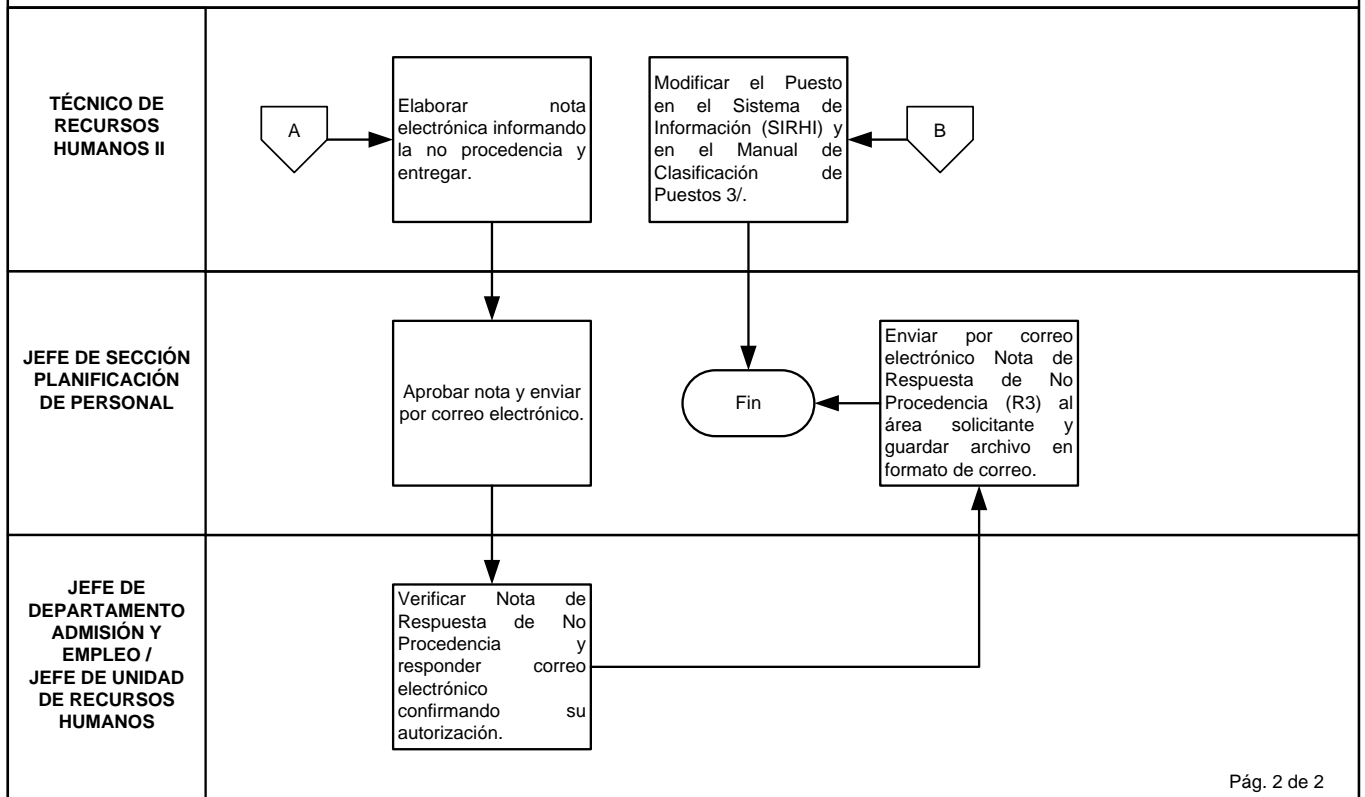 TÉCNICO DE
RECURSOS
HUMANOS II
A
Elaborar nota
electrónica informando
la no procedencia y
entregar.
Modificar el Puesto
en el Sistema de
Información (SIRHI) y
en el Manual de
Clasificación de
Puestos 3/.
B
JEFE DE SECCIÓN
PLANIFICACIÓN
DE PERSONAL
Aprobar nota y enviar
por correo electrónico.
Fin
Enviar por correo
electrónico Nota de
Respuesta de No
Procedencia (R3) al
área solicitante y
guardar archivo en
formato de correo.
JEFE DE
DEPARTAMENTO
ADMISIÓN Y
EMPLEO /
JEFE DE UNIDAD
DE RECURSOS
HUMANOS
Verificar Nota de
Respuesta de No
Procedencia y
responder correo
electrónico
confirmando su
autorización.
Pág. 2 de 2